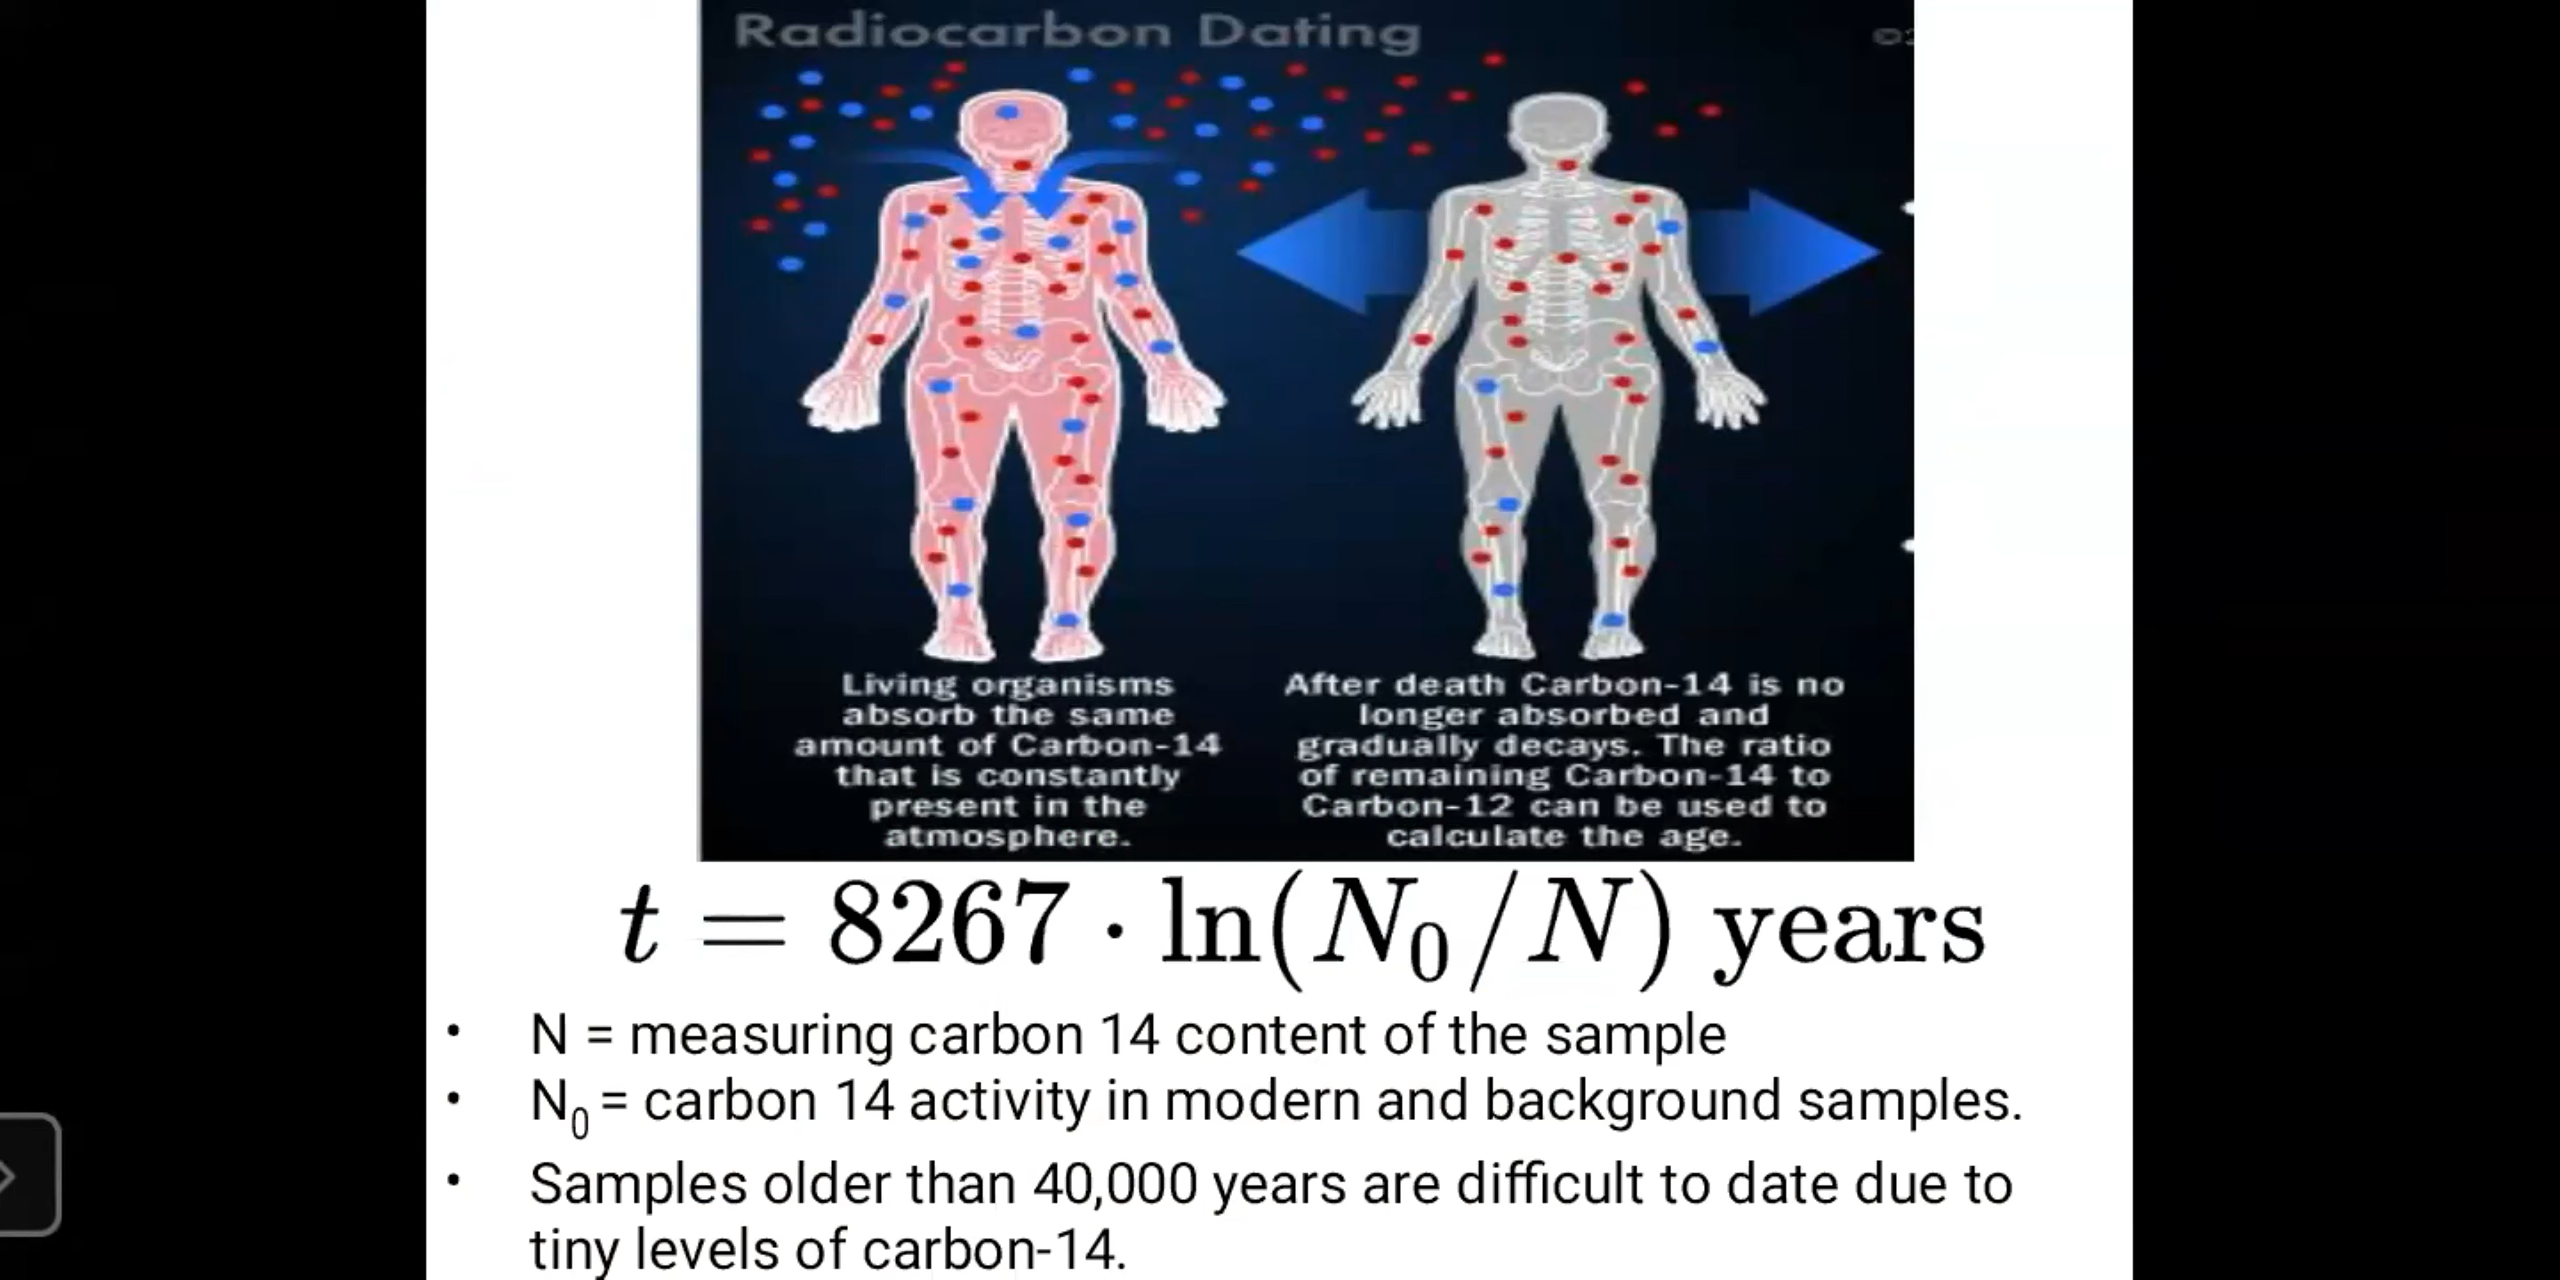 Radiocarbon Dating
Living organisms
absorb the same
amount of Carbon-14
that is constantly
present in the
atmosphere.
After death Carbon-14 is no
longer absorbed and
gradually decays. The ratio
of remaining Carbon-14 to
Carbon-12 can be used to
calculate the age.
t = 8267 · ln(N₀/N) years
• N = measuring carbon 14 content of the sample
• N₀ = carbon 14 activity in modern and background samples.
• Samples older than 40,000 years are difficult to date due to
tiny levels of carbon-14.